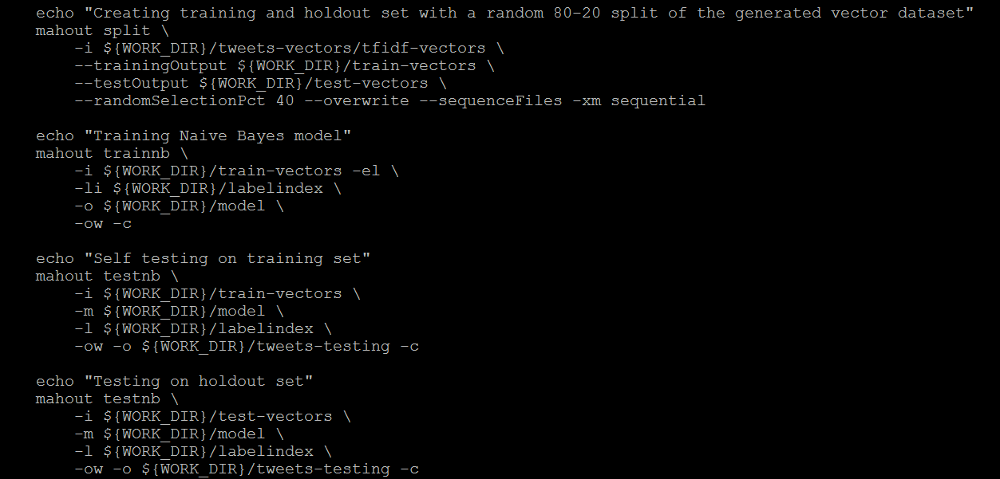 echo "Creating training and holdout set with a random 80-20 split of the generated vector dataset"
mahout split \
-i ${WORK_DIR}/tweets-vectors/tfidf-vectors \
--trainingOutput ${WORK_DIR}/train-vectors \
--testOutput ${WORK_DIR}/test-vectors \
--randomSelectionPct 40 --overwrite --sequenceFiles -xm sequential
echo "Training Naive Bayes model"
mahout trainnb \
-i ${WORK_DIR}/train-vectors -el \
-li ${WORK_DIR}/labelindex \
-o ${WORK_DIR}/model \
-ow -c
echo "Self testing on training set"
mahout testnb \
-i ${WORK_DIR}/train-vectors \
-m ${WORK_DIR}/model \
-l ${WORK_DIR}/labelindex \
-ow -o ${WORK_DIR}/tweets-testing -c
echo "Testing on holdout set"
mahout testnb \
-i ${WORK_DIR}/test-vectors \
-m ${WORK_DIR}/model \
-l ${WORK_DIR}/labelindex \
-ow -o ${WORK_DIR}/tweets-testing -c